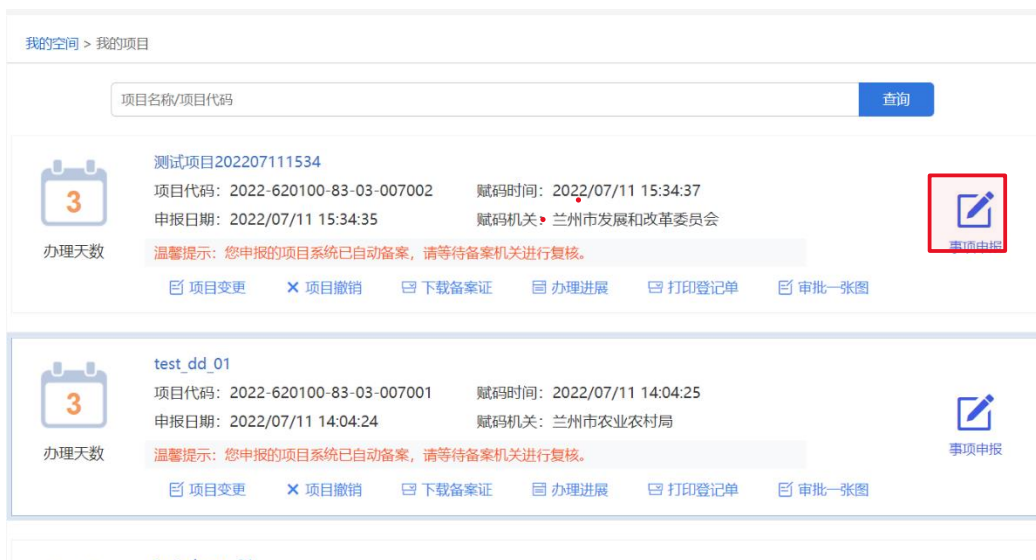 我的空间 > 我的项目
项目名称/项目代码
查询
测试项目202207111534
3
项目代码：2022-620100-83-03-007002 赋码时间：2022/07/11 15:34:37
申报日期：2022/07/11 15:34:35 赋码机关：兰州市发展和改革委员会
办理天数
事项申报
温馨提示：您申报的项目系统已自动备案，请等待备案机关进行复核。
项目变更 项目撤销 下载备案证 办理进展 打印登记单 审批一张图
test_dd_01
3
项目代码：2022-620100-83-03-007001 赋码时间：2022/07/11 14:04:25
申报日期：2022/07/11 14:04:24 赋码机关：兰州市农业农村局
办理天数
事项申报
温馨提示：您申报的项目系统已自动备案，请等待备案机关进行复核。
项目变更 项目撤销 下载备案证 办理进展 打印登记单 审批一张图